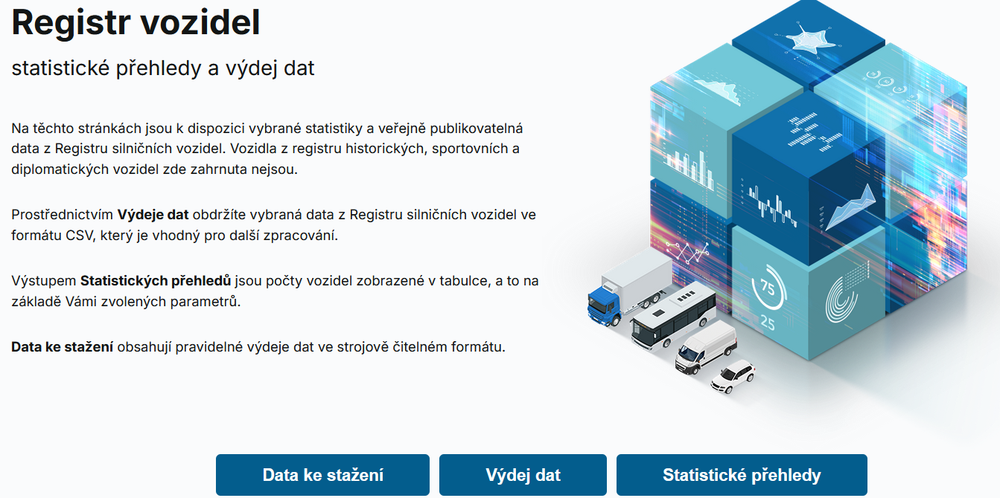 Registr vozidel
statistické přehledy a výdej dat
Na těchto stránkách jsou k dispozici vybrané statistiky a veřejně publikovatelná
data z Registru silničních vozidel. Vozidla z registru historických, sportovních a
diplomatických vozidel zde zahrnuta nejsou.
Prostřednictvím Výdeje dat obdržíte vybraná data z Registru silničních vozidel ve
formátu CSV, který je vhodný pro další zpracování.
Výstupem Statistických přehledů jsou počty vozidel zobrazené v tabulce, a to na
základě Vámi zvolených parametrů.
Data ke stažení obsahují pravidelné výdeje dat ve strojově čitelném formátu.
75
25
Data ke stažení
Výdej dat
Statistické přehledy